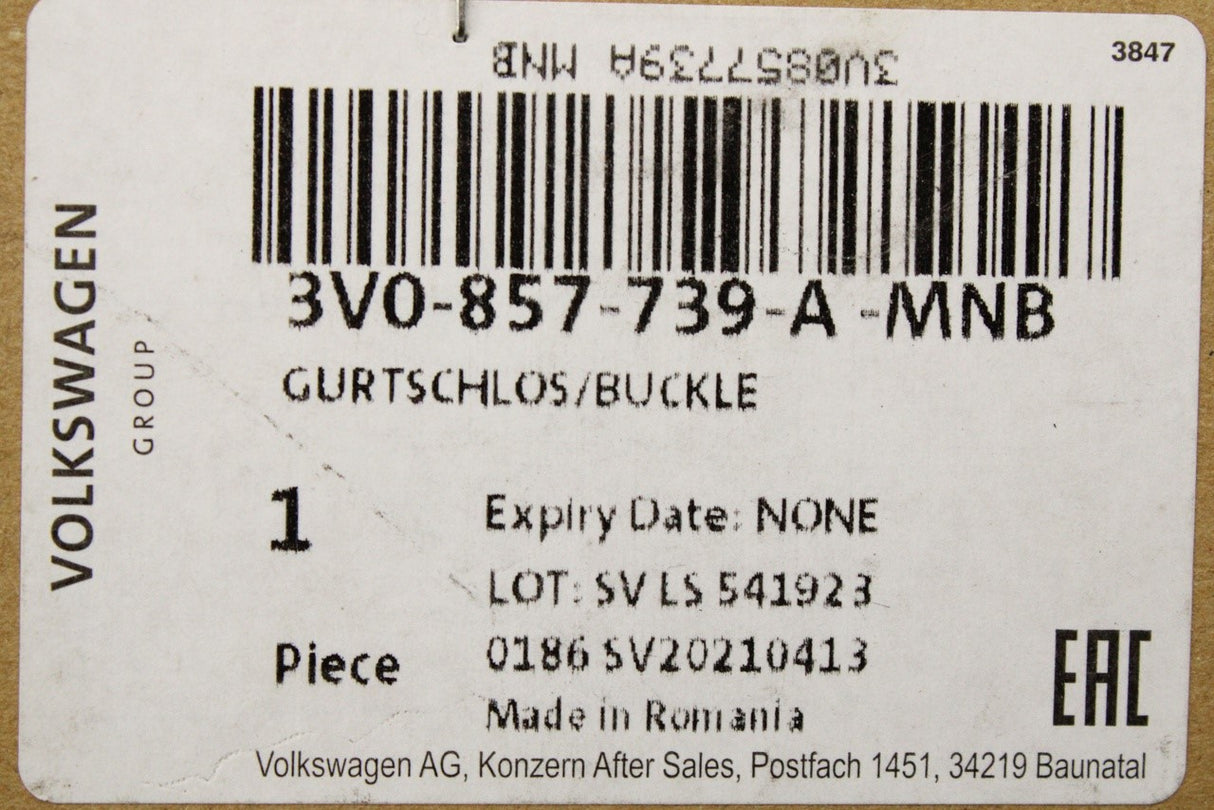 3V0857739A MNB
3847
3V0-857-739-A -MNB
GURTSCHLOS/BUCKLE
VOLKSWAGEN
GROUP
1
Piece
Expiry Date: NONE
LOT: SV LS 541923
0186 SV20210413
Made in Romania
EAC
Volkswagen AG, Konzern After Sales, Postfach 1451, 34219 Baunatal